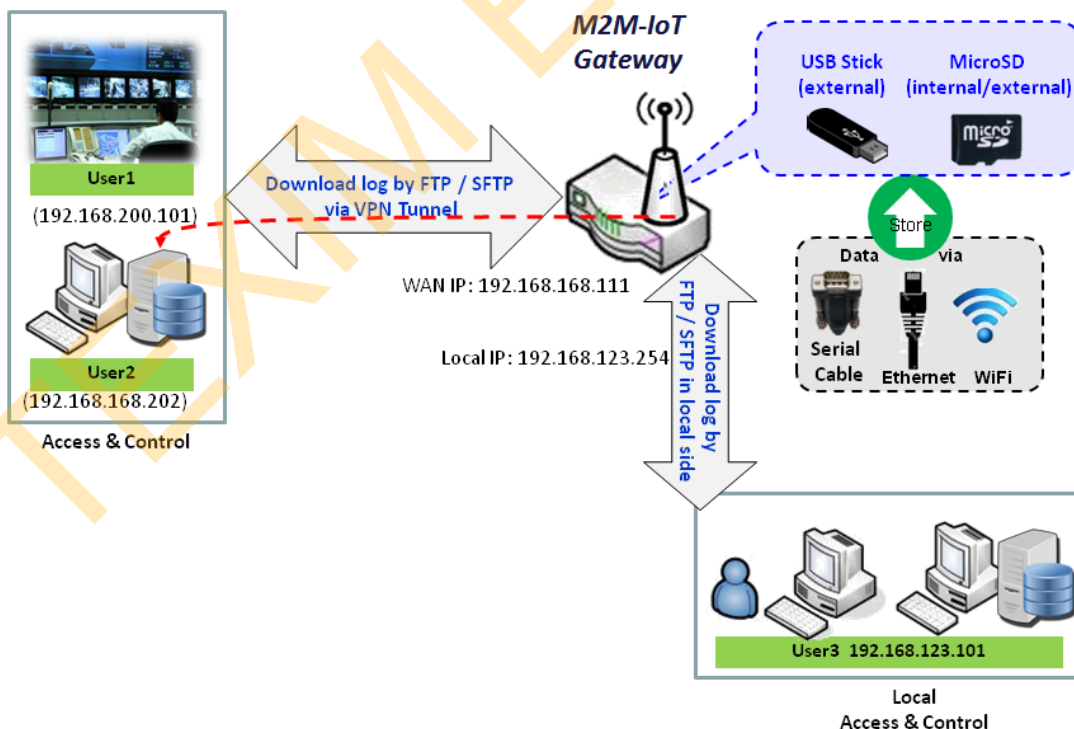 M2M-IoT
Gateway
USB Stick
(external)
MicroSD
(internal/external)
micro
SD
User1
(192.168.200.101)
Download log by FTP / SFTP
via VPN Tunnel
Store
Data via
WAN IP: 192.168.168.111
Serial
Cable
Ethernet
WiFi
Local IP: 192.168.123.254
Download log by
FTP / SFTP in local side
User2
(192.168.168.202)
Access & Control
User3 192.168.123.101
Local
Access & Control
TEXIM E